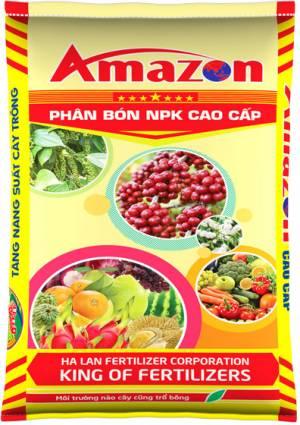 Amazon
PHÂN BÓN NPK CAO CẤP
TĂNG NĂNG SUẤT CÂY TRỒNG
Amazon
CAO CẤP
HA LAN FERTILIZER CORPORATION
KING OF FERTILIZERS
Môi trường nào cây cũng trổ bông